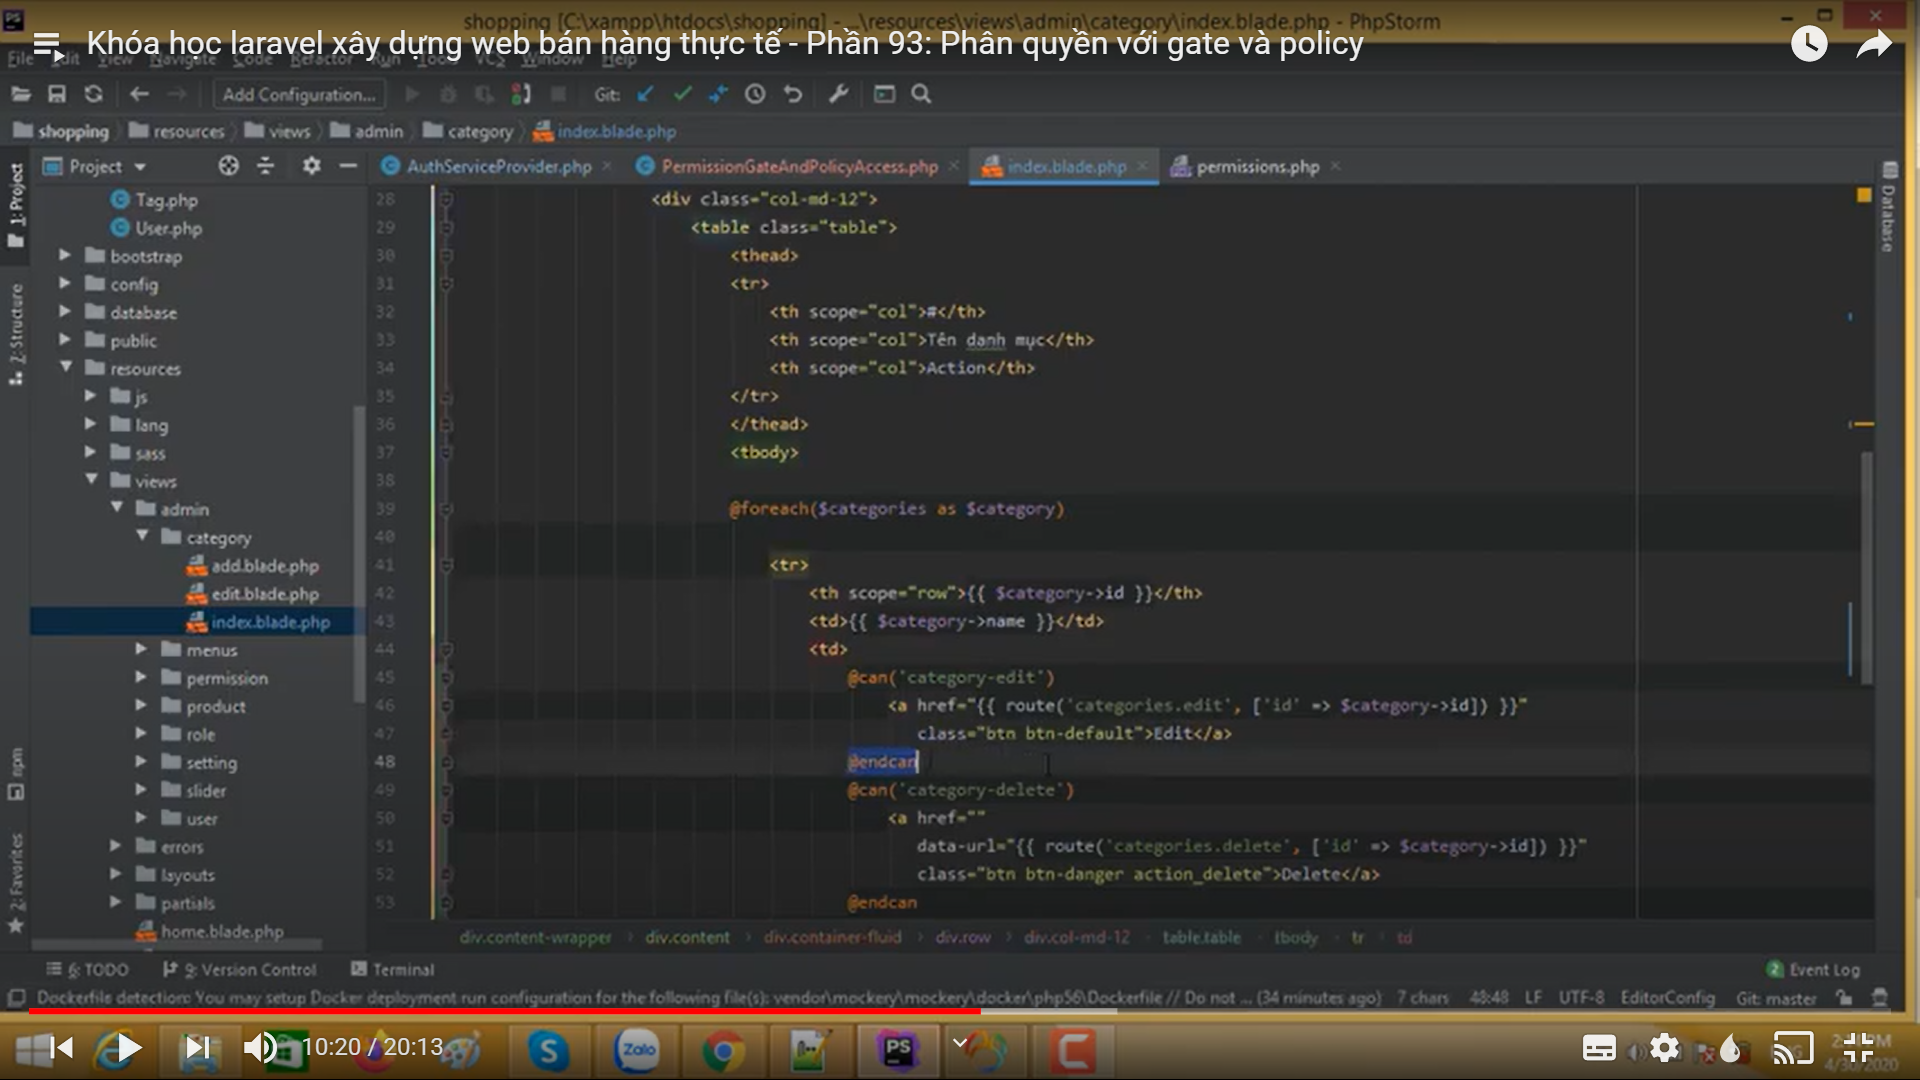 shopping [C:\xampp\htdocs\shopping] - ...\resources\views\admin\category\index.blade.php - PhpStorm
Khóa học laravel xây dựng web bán hàng thực tế - Phần 93: Phân quyền với gate và policy
File Edit View Navigate Code Refactor Run Tools VCS Window Help
Add Configuration... Git:
shopping resources views admin category index.blade.php
Project AuthServiceProvider.php PermissionGateAndPolicyAccess.php index.blade.php permissions.php
1: Project
Z: Structure
npm
2: Favorites
Database
Tag.php
User.php
bootstrap
config
database
public
resources
js
lang
sass
views
admin
category
add.blade.php
edit.blade.php
index.blade.php
menus
permission
product
role
setting
slider
user
errors
layouts
partials
home.blade.php
28 <div class="col-md-12">
29 <table class="table">
30 <thead>
31 <tr>
32 <th scope="col">#</th>
33 <th scope="col">Tên danh mục</th>
34 <th scope="col">Action</th>
35 </tr>
36 </thead>
37 <tbody>
38
39 @foreach($categories as $category)
40
41 <tr>
42 <th scope="row">{{ $category->id }}</th>
43 <td>{{ $category->name }}</td>
44 <td>
45 @can('category-edit')
46 <a href="{{ route('categories.edit', ['id' => $category->id]) }}"
47 class="btn btn-default">Edit</a>
48 @endcan
49 @can('category-delete')
50 <a href=""
51 data-url="{{ route('categories.delete', ['id' => $category->id]) }}"
52 class="btn btn-danger action_delete">Delete</a>
53 @endcan
div.content-wrapper div.content div.container-fluid div.row div.col-md-12 table.table tbody tr td
6: TODO 9: Version Control Terminal 2 Event Log
Dockerfile detection: You may setup Docker deployment run configuration for the following file(s): vendor\mockery\mockery\docker\php56\Dockerfile // Do not ... (34 minutes ago) 7 chars 48:48 LF UTF-8 EditorConfig Git: master
10:20 / 20:13
Zalo
PS
4/30/2020